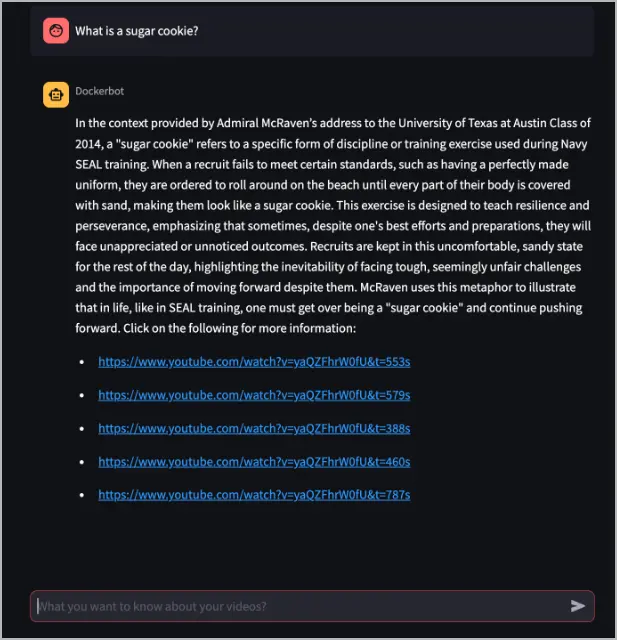 What is a sugar cookie?
Dockerbot
In the context provided by Admiral McRaven's address to the University of Texas at Austin Class of
2014, a "sugar cookie" refers to a specific form of discipline or training exercise used during Navy
SEAL training. When a recruit fails to meet certain standards, such as having a perfectly made
uniform, they are ordered to roll around on the beach until every part of their body is covered
with sand, making them look like a sugar cookie. This exercise is designed to teach resilience and
perseverance, emphasizing that sometimes, despite one's best efforts and preparations, they will
face unappreciated or unnoticed outcomes. Recruits are kept in this uncomfortable, sandy state
for the rest of the day, highlighting the inevitability of facing tough, seemingly unfair challenges
and the importance of moving forward despite them. McRaven uses this metaphor to illustrate
that in life, like in SEAL training, one must get over being a "sugar cookie" and continue pushing
forward. Click on the following for more information:
• https://www.youtube.com/watch?v=yaQZFhrW0fU&t=553s
• https://www.youtube.com/watch?v=yaQZFhrW0fU&t=579s
• https://www.youtube.com/watch?v=yaQZFhrW0fU&t=388s
• https://www.youtube.com/watch?v=yaQZFhrW0fU&t=460s
• https://www.youtube.com/watch?v=yaQZFhrW0fU&t=787s
What you want to know about your videos?